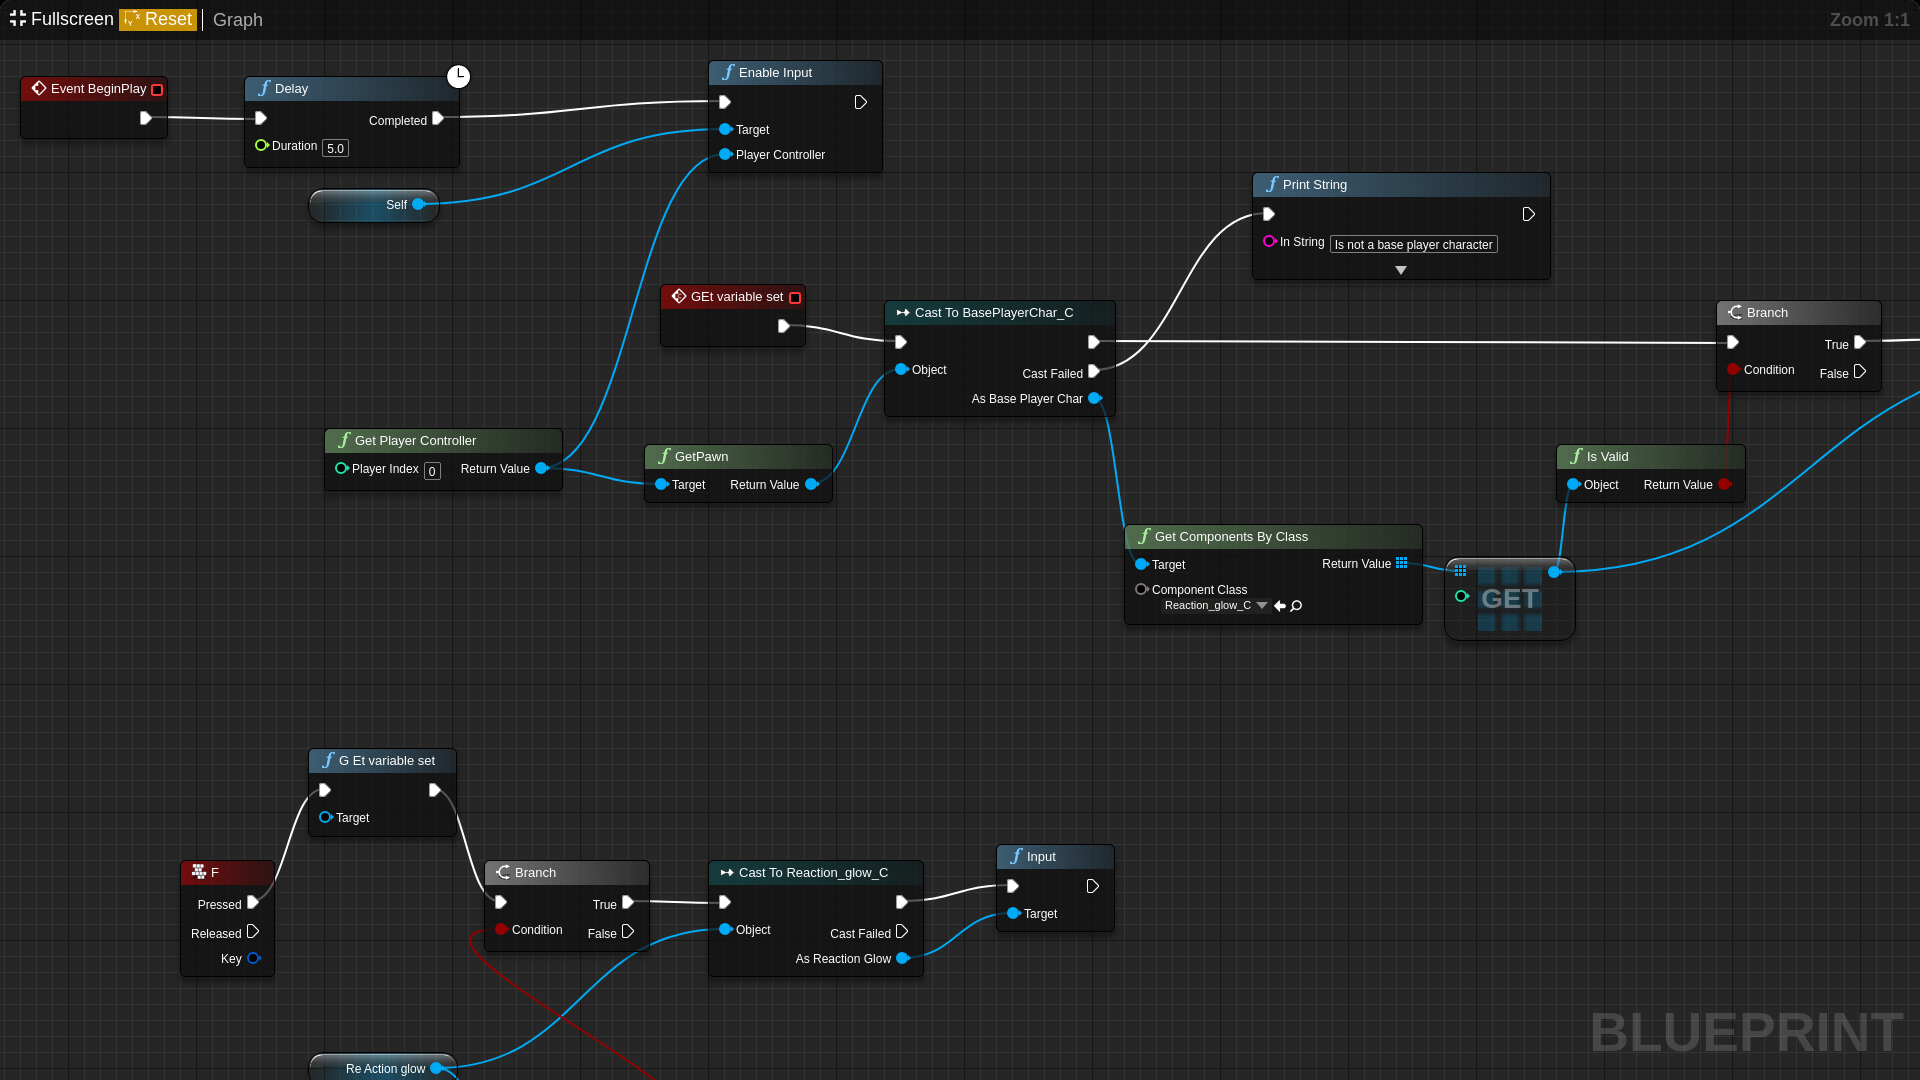 Fullscreen Reset Graph
Zoom 1:1
Event BeginPlay
Delay
Completed
Duration 5.0
Self
Enable Input
Target
Player Controller
Print String
In String Is not a base player character
GEt variable set
Cast To BasePlayerChar_C
Object
Cast Failed
As Base Player Char
Branch
True
Condition
False
Get Player Controller
Player Index 0 Return Value
GetPawn
Target Return Value
Is Valid
Object Return Value
Get Components By Class
Target Return Value
Component Class
Reaction_glow_C
GET
G Et variable set
Target
F
Pressed
Released
Key
Branch
True
Condition
False
Cast To Reaction_glow_C
Object
Cast Failed
As Reaction Glow
Input
Target
Re Action glow
BLUEPRINT